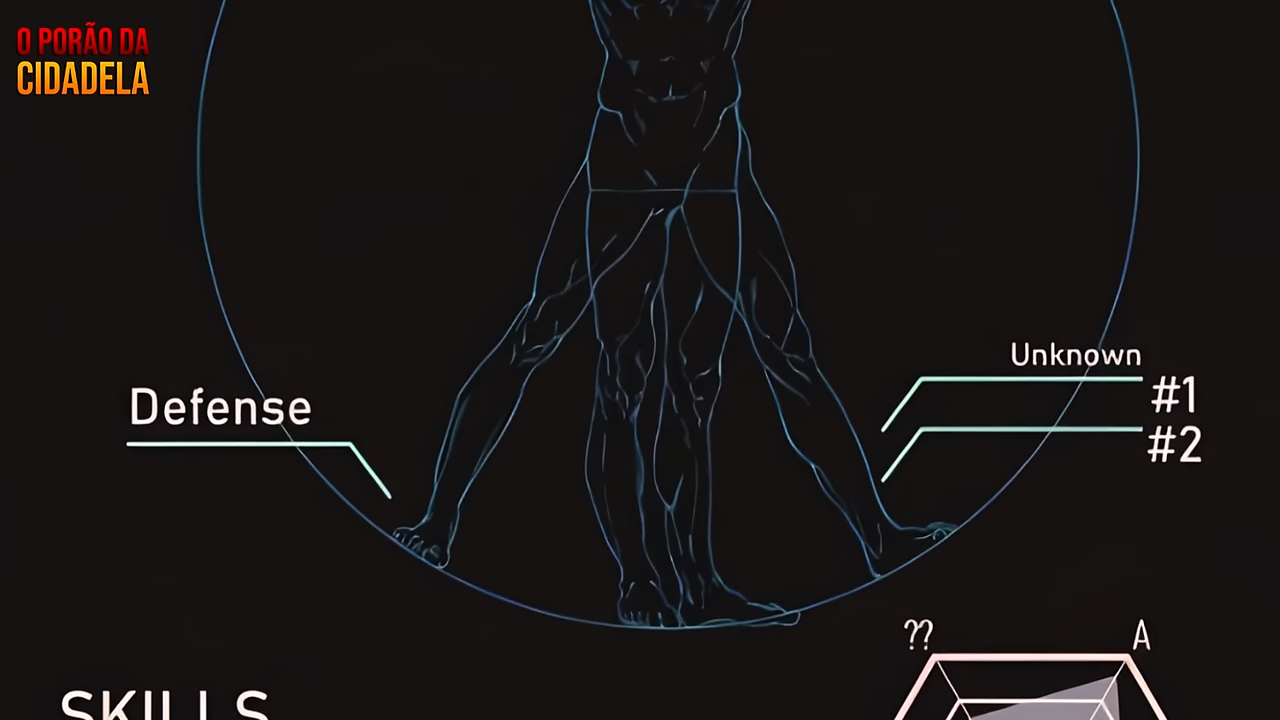 O PORÃO DA
CIDADELA
Unknown
#1
Defense
#2
??
A
SKILLS